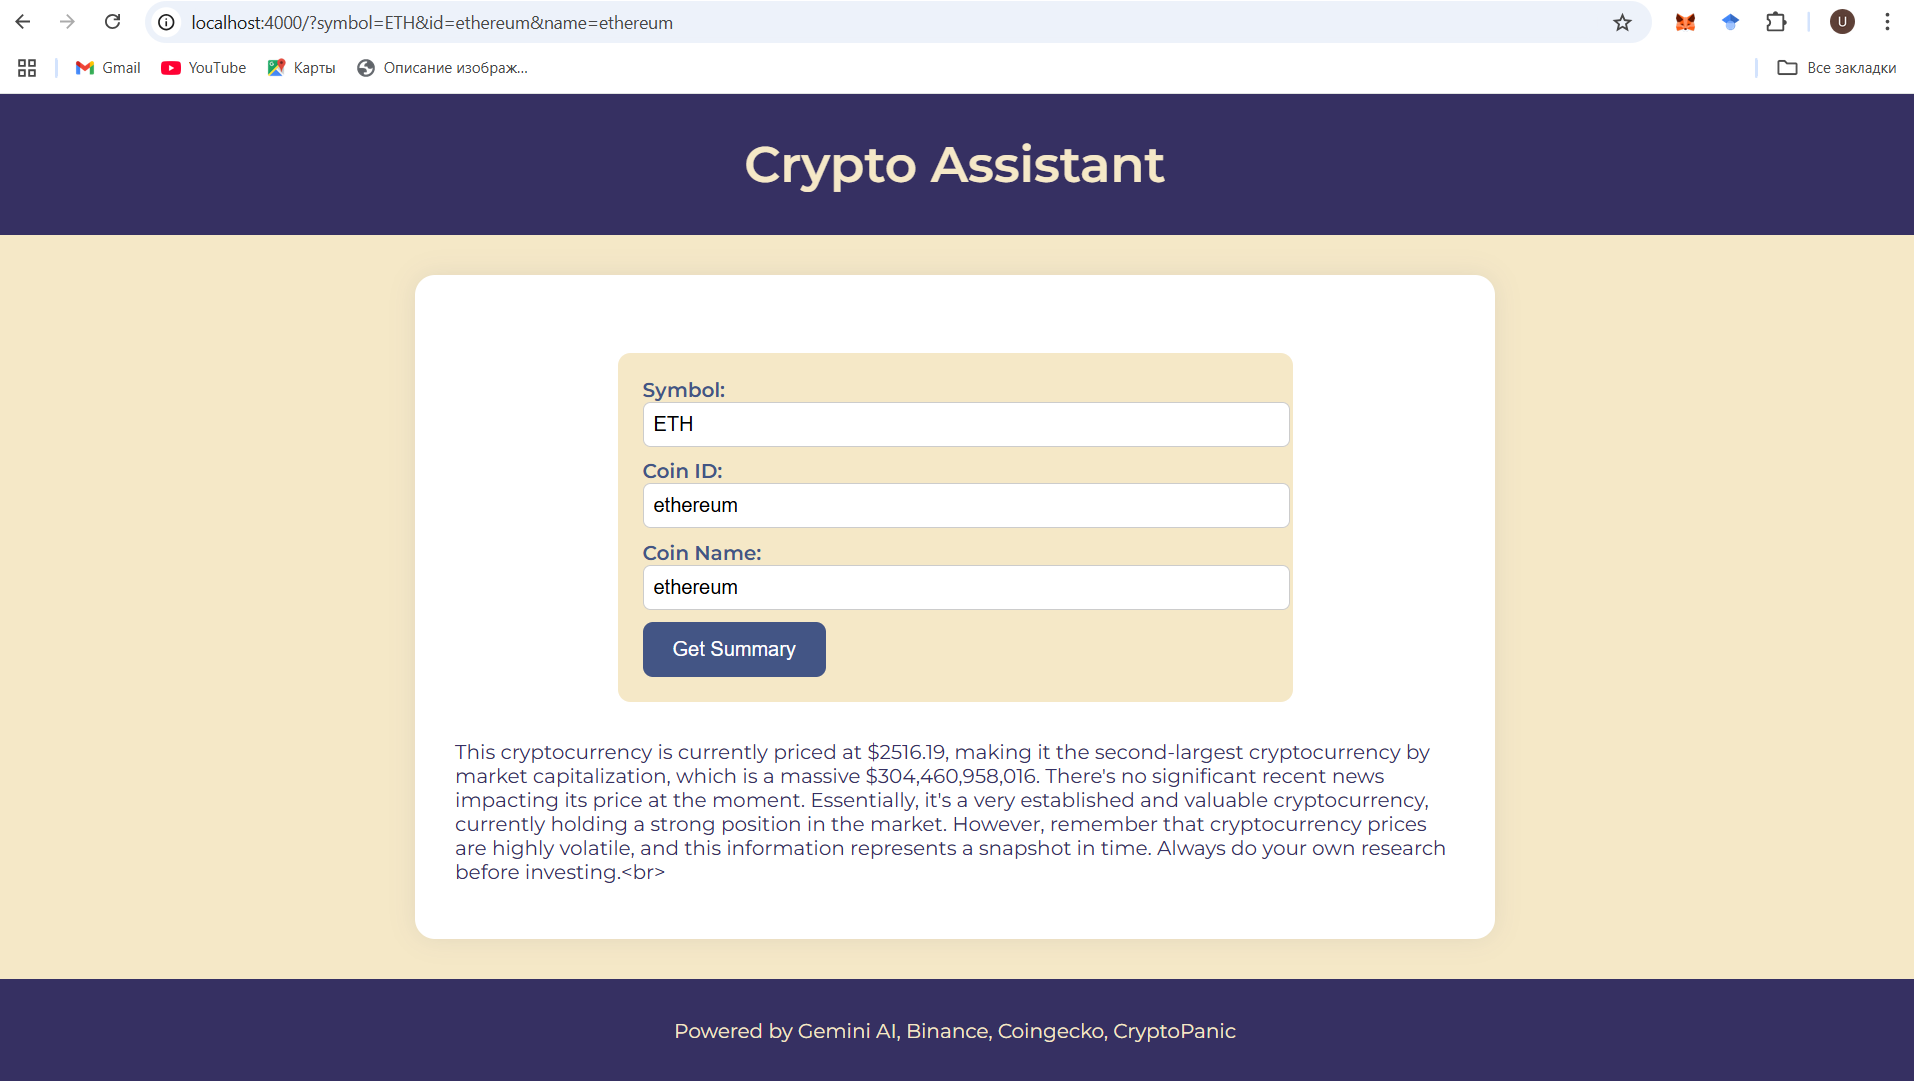 localhost:4000/?symbol=ETH&id=ethereum&name=ethereum
U
Gmail
YouTube
Карты
Описание изображ...
Все закладки
Crypto Assistant
Symbol:
ETH
Coin ID:
ethereum
Coin Name:
ethereum
Get Summary
This cryptocurrency is currently priced at $2516.19, making it the second-largest cryptocurrency by
market capitalization, which is a massive $304,460,958,016. There's no significant recent news
impacting its price at the moment. Essentially, it's a very established and valuable cryptocurrency,
currently holding a strong position in the market. However, remember that cryptocurrency prices
are highly volatile, and this information represents a snapshot in time. Always do your own research
before investing.<br>
Powered by Gemini AI, Binance, Coingecko, CryptoPanic